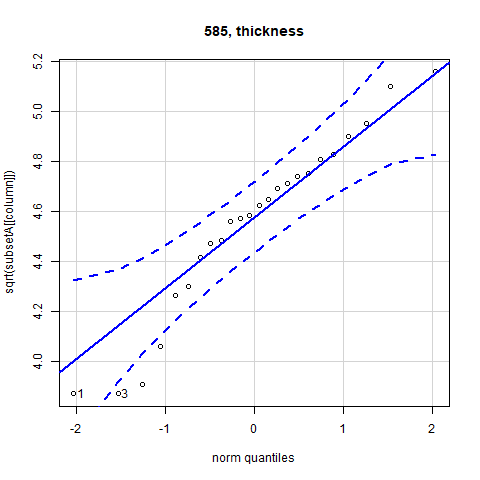 585, thickness
sqrt(subsetA[[column]])
5.2
5.0
4.8
4.6
4.4
4.2
4.0
1
3
-2 -1 0 1 2
norm quantiles